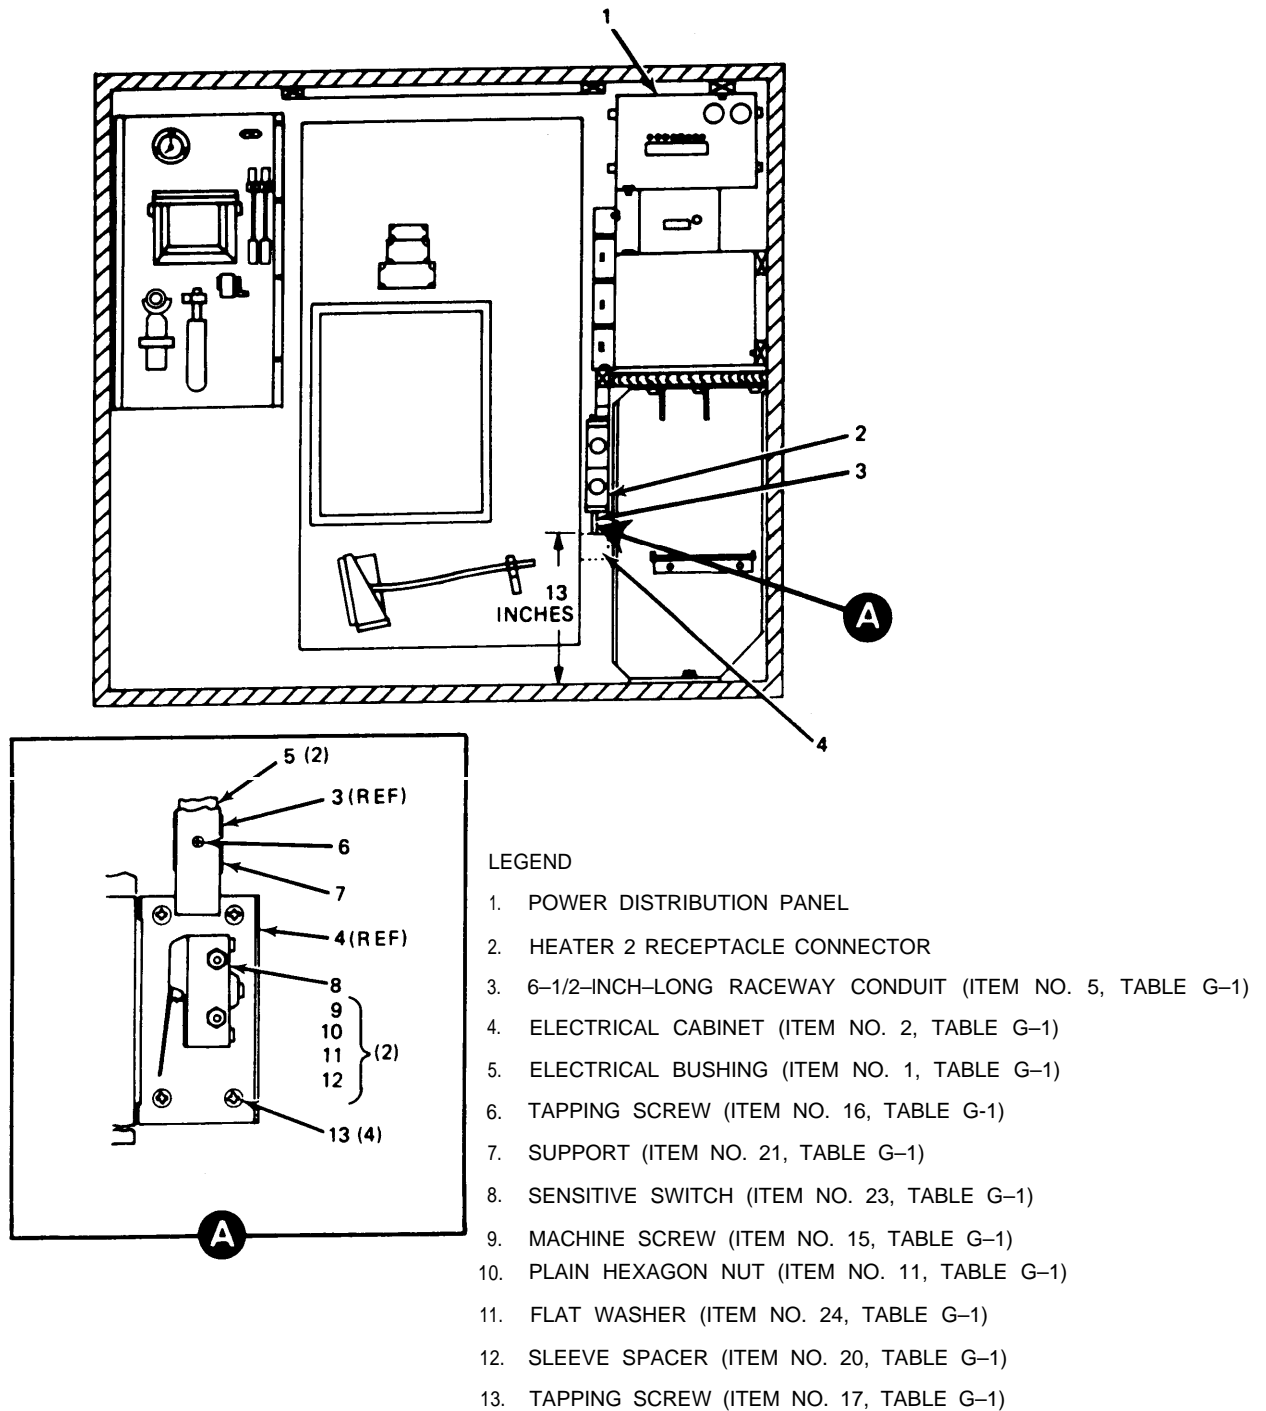 1
2
3
13
INCHES
A
4
5 (2)
3 (REF)
6
7
4 (REF)
8
9
10
11 (2)
12
13 (4)
A
LEGEND
1. POWER DISTRIBUTION PANEL
2. HEATER 2 RECEPTACLE CONNECTOR
3. 6–1/2–INCH–LONG RACEWAY CONDUIT (ITEM NO. 5, TABLE G–1)
4. ELECTRICAL CABINET (ITEM NO. 2, TABLE G–1)
5. ELECTRICAL BUSHING (ITEM NO. 1, TABLE G–1)
6. TAPPING SCREW (ITEM NO. 16, TABLE G-1)
7. SUPPORT (ITEM NO. 21, TABLE G–1)
8. SENSITIVE SWITCH (ITEM NO. 23, TABLE G–1)
9. MACHINE SCREW (ITEM NO. 15, TABLE G–1)
10. PLAIN HEXAGON NUT (ITEM NO. 11, TABLE G–1)
11. FLAT WASHER (ITEM NO. 24, TABLE G–1)
12. SLEEVE SPACER (ITEM NO. 20, TABLE G–1)
13. TAPPING SCREW (ITEM NO. 17, TABLE G–1)